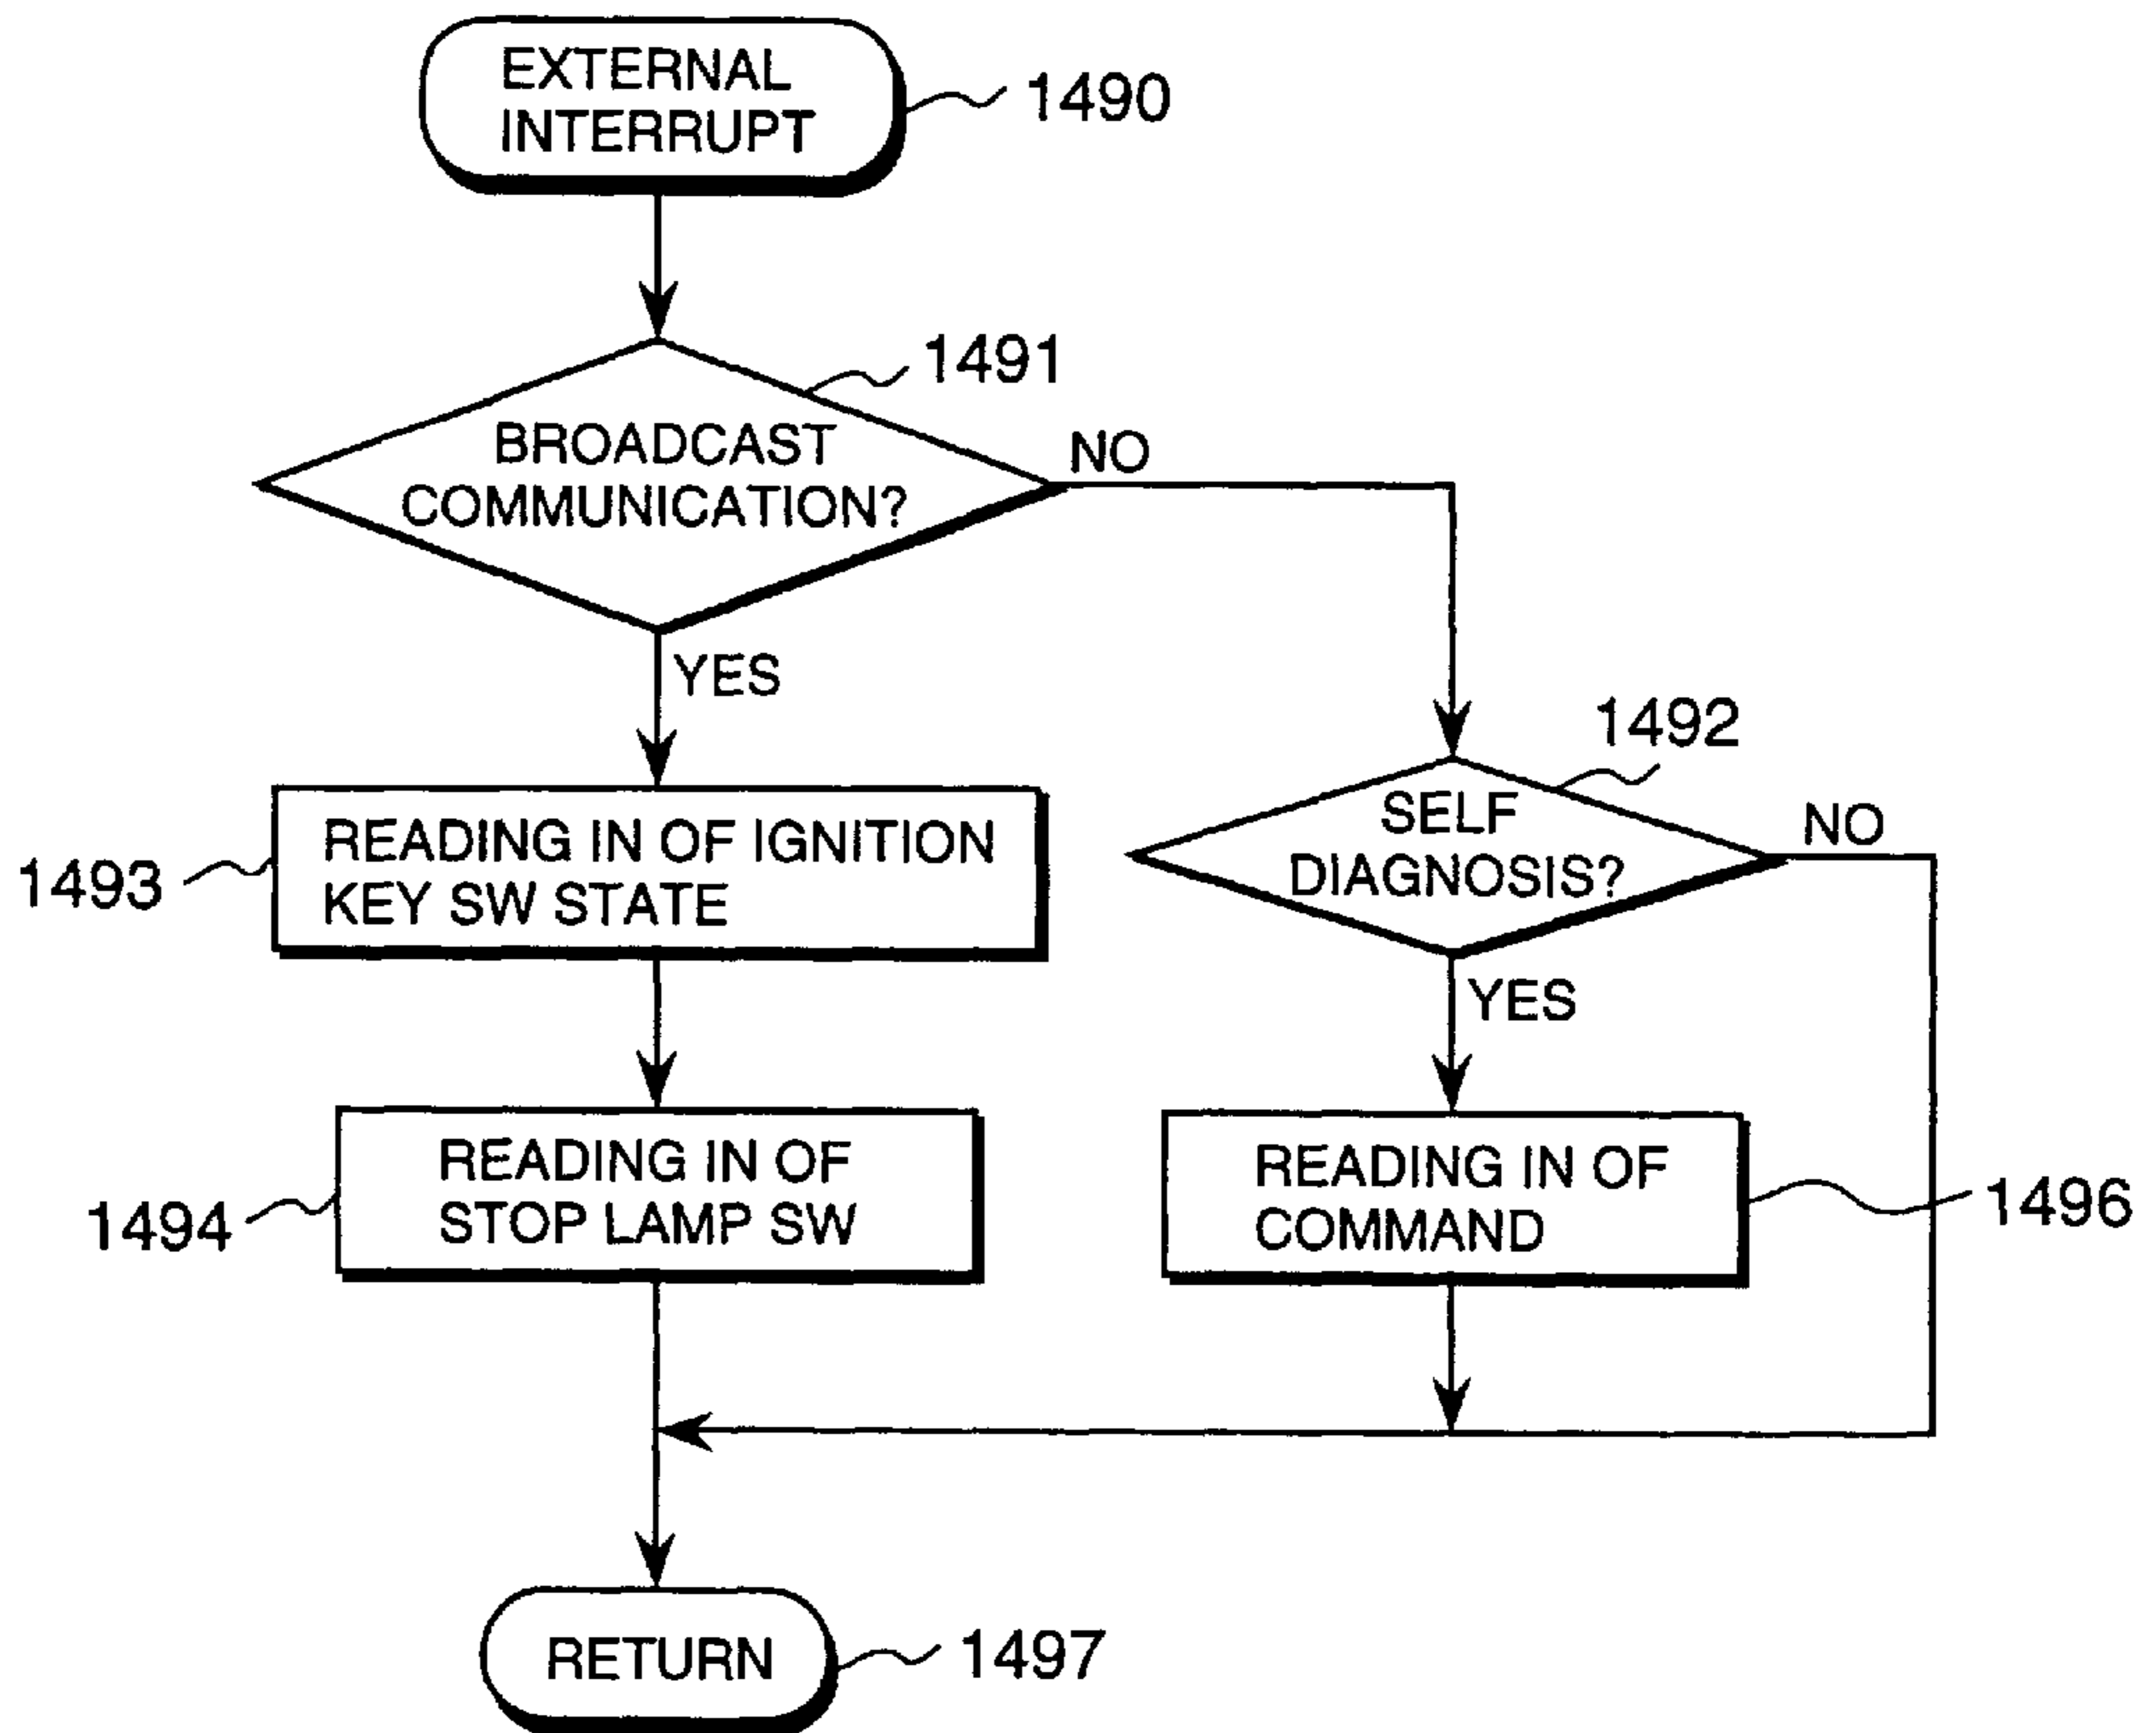 EXTERNAL
INTERRUPT
1490
1491
BROADCAST
COMMUNICATION?
NO
YES
1492
SELF
DIAGNOSIS?
NO
YES
1493
READING IN OF IGNITION
KEY SW STATE
1494
READING IN OF
STOP LAMP SW
READING IN OF
COMMAND
1496
RETURN
1497